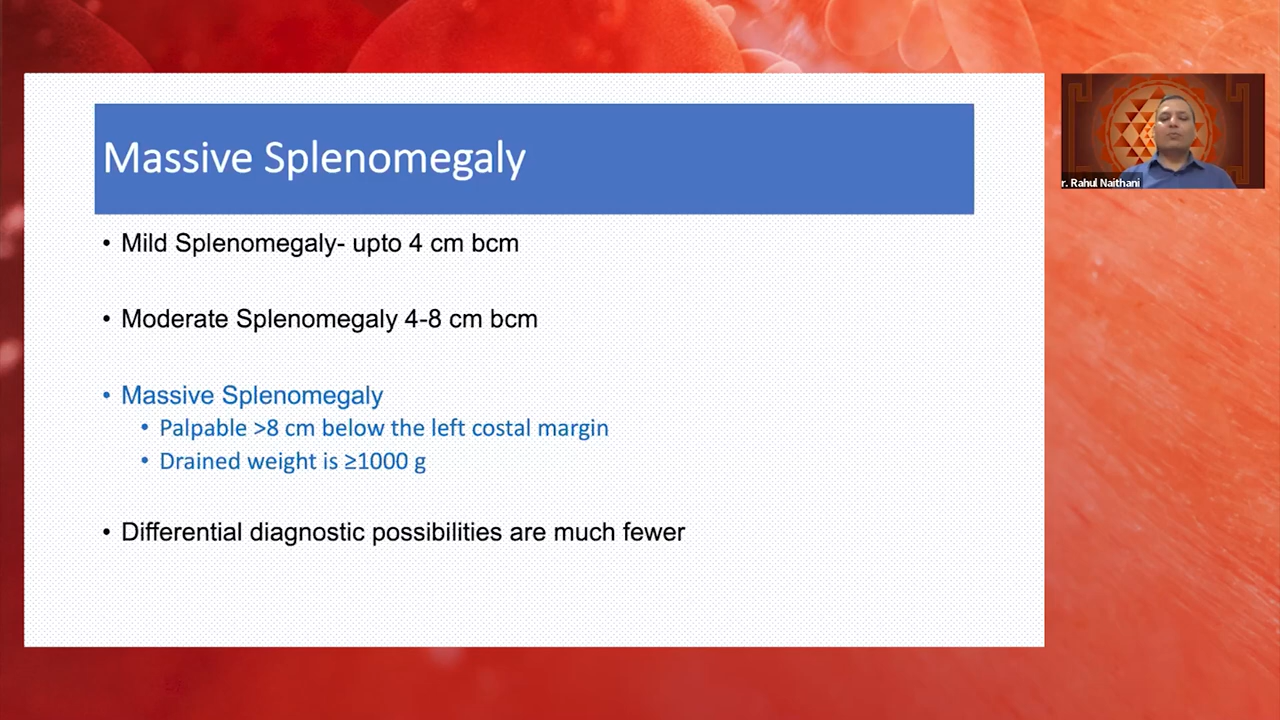 Massive Splenomegaly
• Mild Splenomegaly- upto 4 cm bcm
• Moderate Splenomegaly 4-8 cm bcm
• Massive Splenomegaly
• Palpable >8 cm below the left costal margin
• Drained weight is ≥1000 g
• Differential diagnostic possibilities are much fewer
r. Rahul Naithani